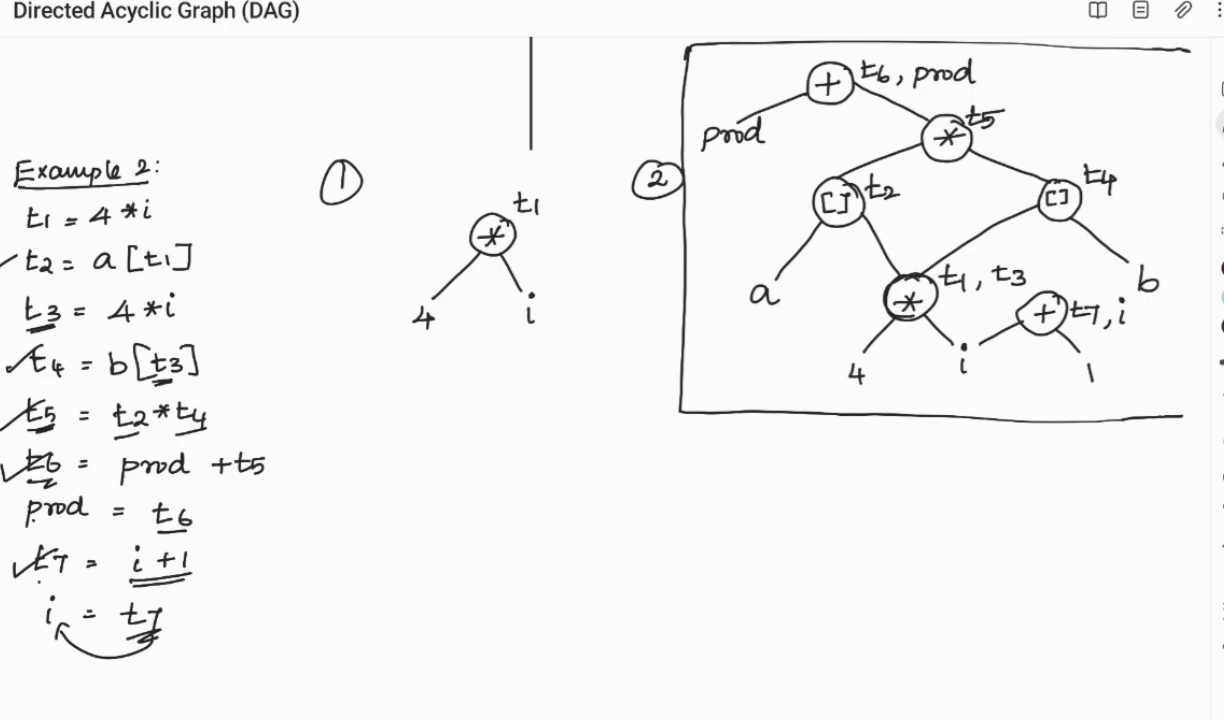 Directed Acyclic Graph (DAG)
Example 2:
t1 = 4 * i
t2 = a [t1]
t3 = 4 * i
t4 = b [t3]
t5 = t2 * t4
t6 = prod + t5
prod = t6
t7 = i + 1
i = t7
1
t1
*
4 i
2
+ t6, prod
prod
* t5
[] t2
[] t4
a
* t1, t3
+ t7, i
b
4 i 1